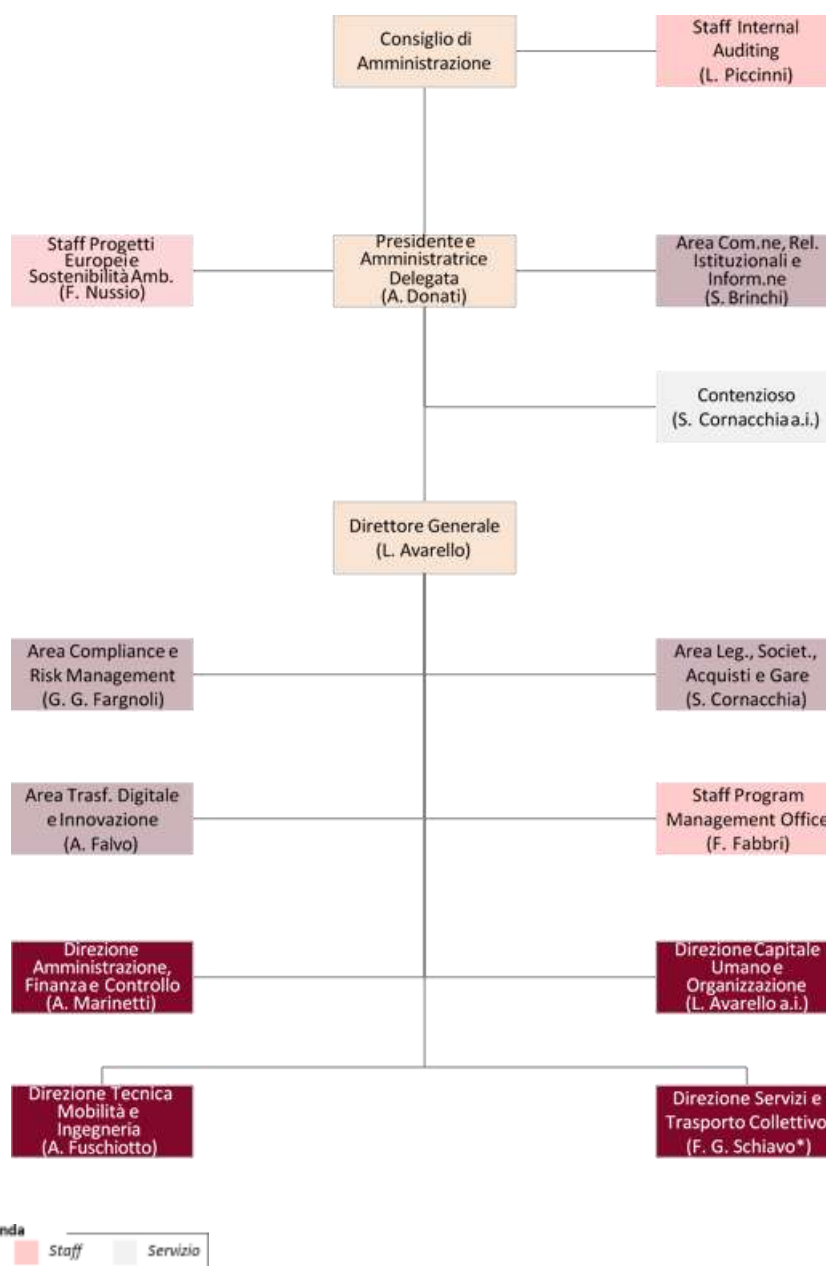 Consiglio di
Amministrazione
Staff Internal
Auditing
(L. Piccinni)
Staff Progetti
Europei e
Sostenibilità Amb.
(F. Nussio)
Presidente e
Amministratrice
Delegata
(A. Donati)
Area Com.ne, Rel.
Istituzionali e
Inform.ne
(S. Brinchi)
Contenzioso
(S. Cornacchia a.i.)
Direttore Generale
(L. Avarello)
Area Compliance e
Risk Management
(G. G. Fargnoli)
Area Leg., Societ.,
Acquisti e Gare
(S. Cornacchia)
Area Trasf. Digitale
e Innovazione
(A. Falvo)
Staff Program
Management Office
(F. Fabbri)
Direzione
Amministrazione,
Finanza e Controllo
(A. Marinetti)
Direzione Capitale
Umano e
Organizzazione
(L. Avarello a.i.)
Direzione Tecnica
Mobilità e
Ingegneria
(A. Fuschiotto)
Direzione Servizi e
Trasporto Collettivo
(F. G. Schiavo*)
nda
Staff
Servizio